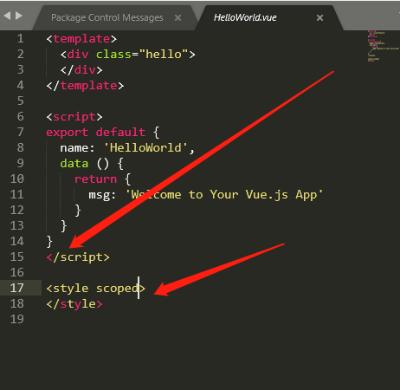 Package Control Messages × HelloWorld.vue ×
1 <template>
2 <div class="hello">
3 </div>
4 </template>
5
6 <script>
7 export default {
8 name: 'HelloWorld',
9 data () {
10 return {
11 msg: 'Welcome to Your Vue.js App'
12 }
13 }
14 }
15 </script>
16
17 <style scoped>
18 </style>
19